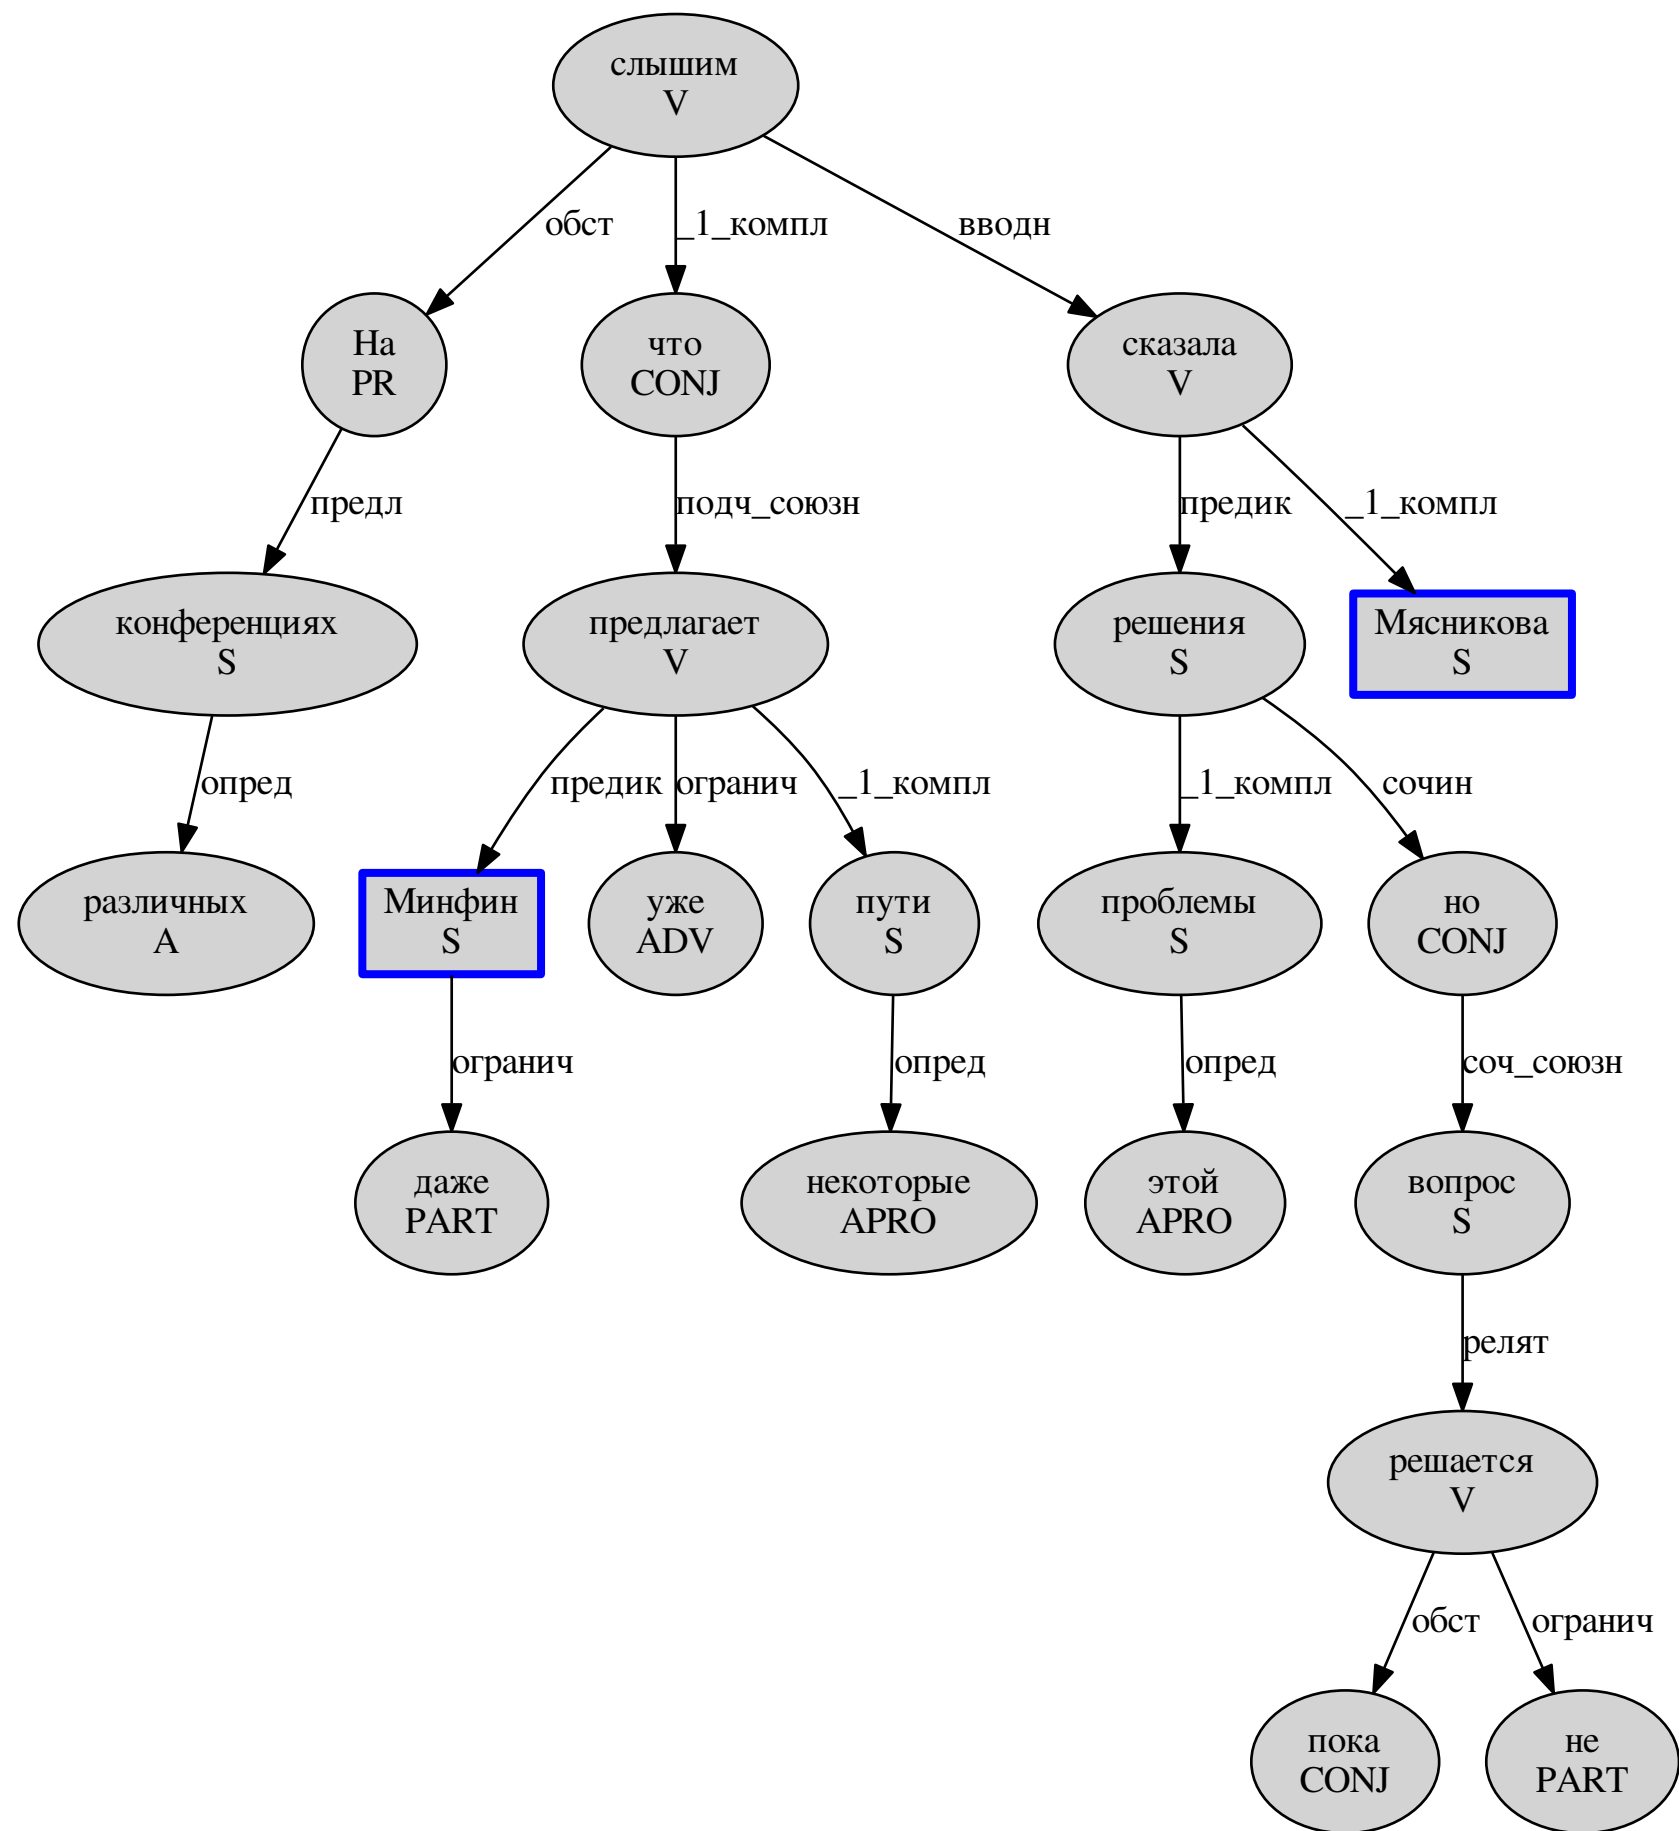 слышим
V
обст
_1_компл
вводн
На
PR
что
CONJ
сказала
V
предл
подч_союзн
предик
_1_компл
конференциях
S
предлагает
V
решения
S
Мясникова
S
опред
предик
огранич
_1_компл
_1_компл
сочин
различных
A
Минфин
S
уже
ADV
пути
S
проблемы
S
но
CONJ
огранич
опред
опред
соч_союзн
даже
PART
некоторые
APRO
этой
APRO
вопрос
S
релят
решается
V
обст
огранич
пока
CONJ
не
PART